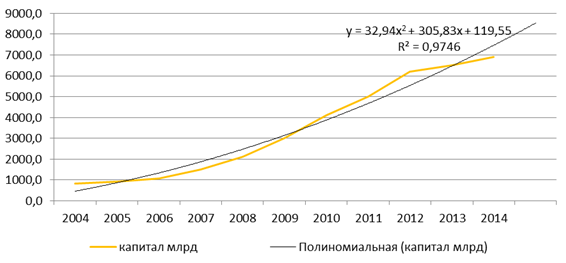 9000,0
8000,0
7000,0
6000,0
5000,0
4000,0
3000,0
2000,0
1000,0
0,0
y = 32,94x² + 305,83x + 119,55
R² = 0,9746
2004 2005 2006 2007 2008 2009 2010 2011 2012 2013 2014
капитал млрд Полиномиальная (капитал млрд)